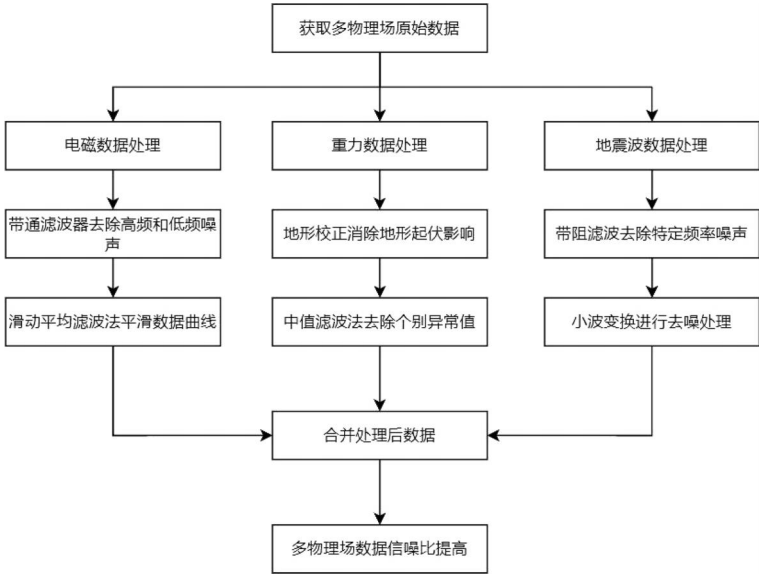 获取多物理场原始数据
电磁数据处理
重力数据处理
地震波数据处理
带通滤波器去除高频和低频噪
声
地形校正消除地形起伏影响
带阻滤波去除特定频率噪声
滑动平均滤波法平滑数据曲线
中值滤波法去除个别异常值
小波变换进行去噪处理
合并处理后数据
多物理场数据信噪比提高